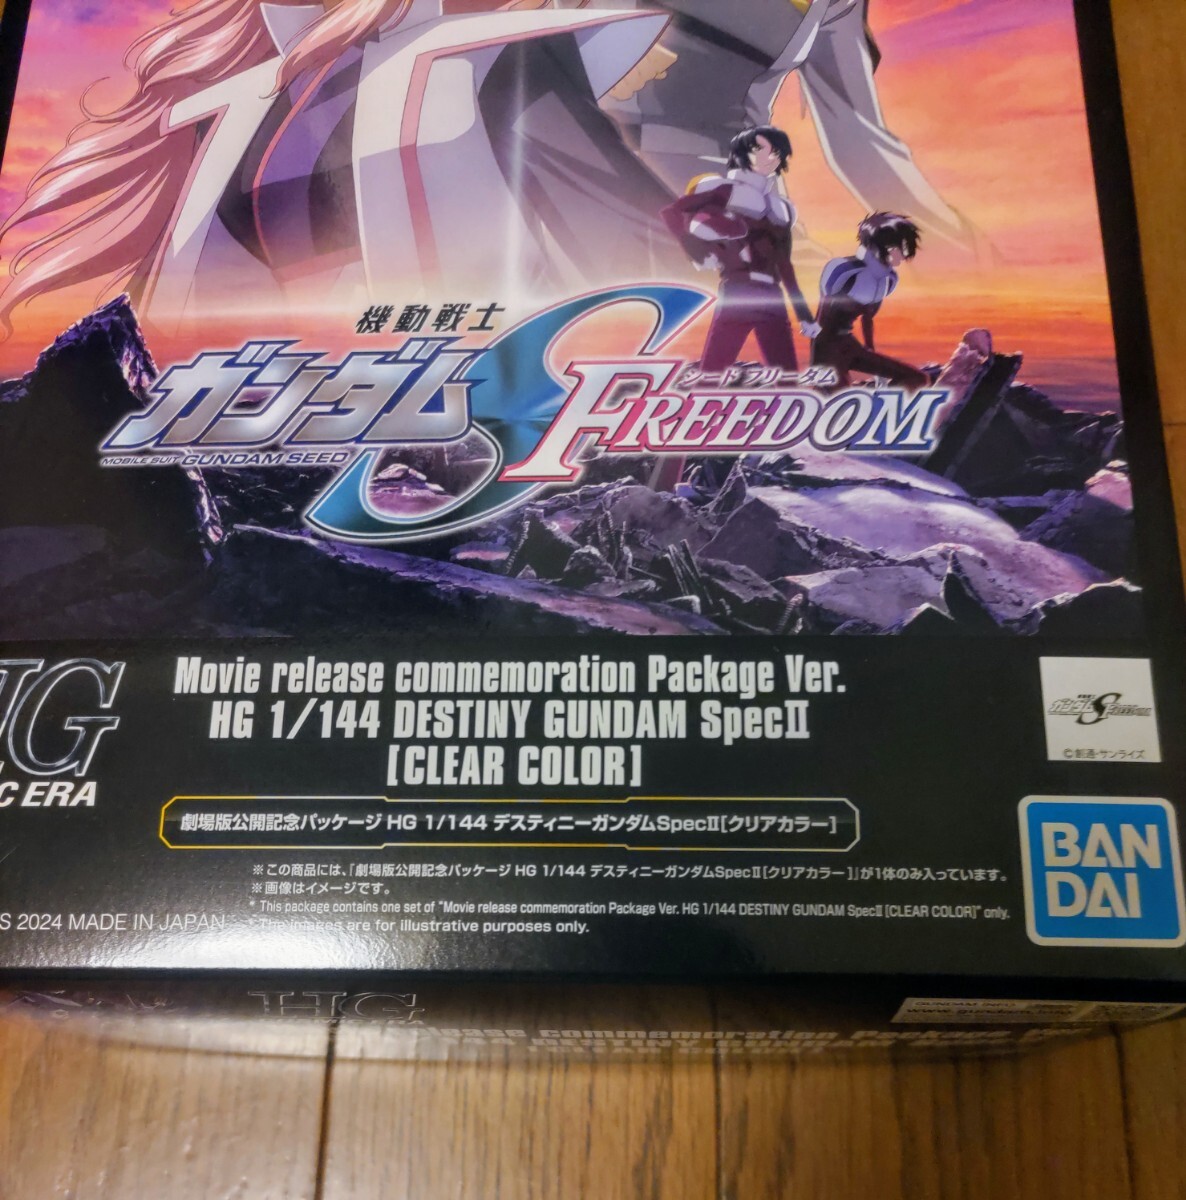 機動戦士
ガンダム
シード フリーダム
SFREEDOM
MOBILE SUIT GUNDAM SEED
HG
ERA
Movie release commemoration Package Ver.
HG 1/144 DESTINY GUNDAM SpecⅡ
[CLEAR COLOR]
©創通・サンライズ
劇場版公開記念パッケージ HG 1/144 デスティニーガンダムSpecⅡ[クリアカラー]
BAN
DAI
※この商品には、「劇場版公開記念パッケージ HG 1/144 デスティニーガンダムSpecⅡ[クリアカラー]」が1体のみ入っています。
※画像はイメージです。
* This package contains one set of "Movie release commemoration Package Ver. HG 1/144 DESTINY GUNDAM SpecⅡ [CLEAR COLOR]" only.
* The images are for illustrative purposes only.
S 2024 MADE IN JAPAN
HG